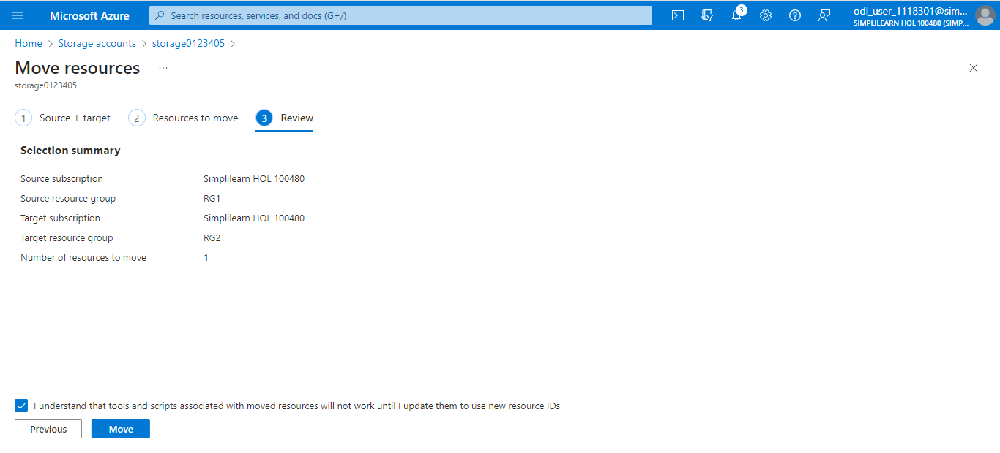 Microsoft Azure
Search resources, services, and docs (G+/)
3
odl_user_1118301@sim...
SIMPLILEARN HOL 100480 (SIMP...
Home > Storage accounts > storage0123405 >
Move resources ...
storage0123405
1 Source + target 2 Resources to move 3 Review
Selection summary
Source subscription Simplilearn HOL 100480
Source resource group RG1
Target subscription Simplilearn HOL 100480
Target resource group RG2
Number of resources to move 1
I understand that tools and scripts associated with moved resources will not work until I update them to use new resource IDs
Previous Move